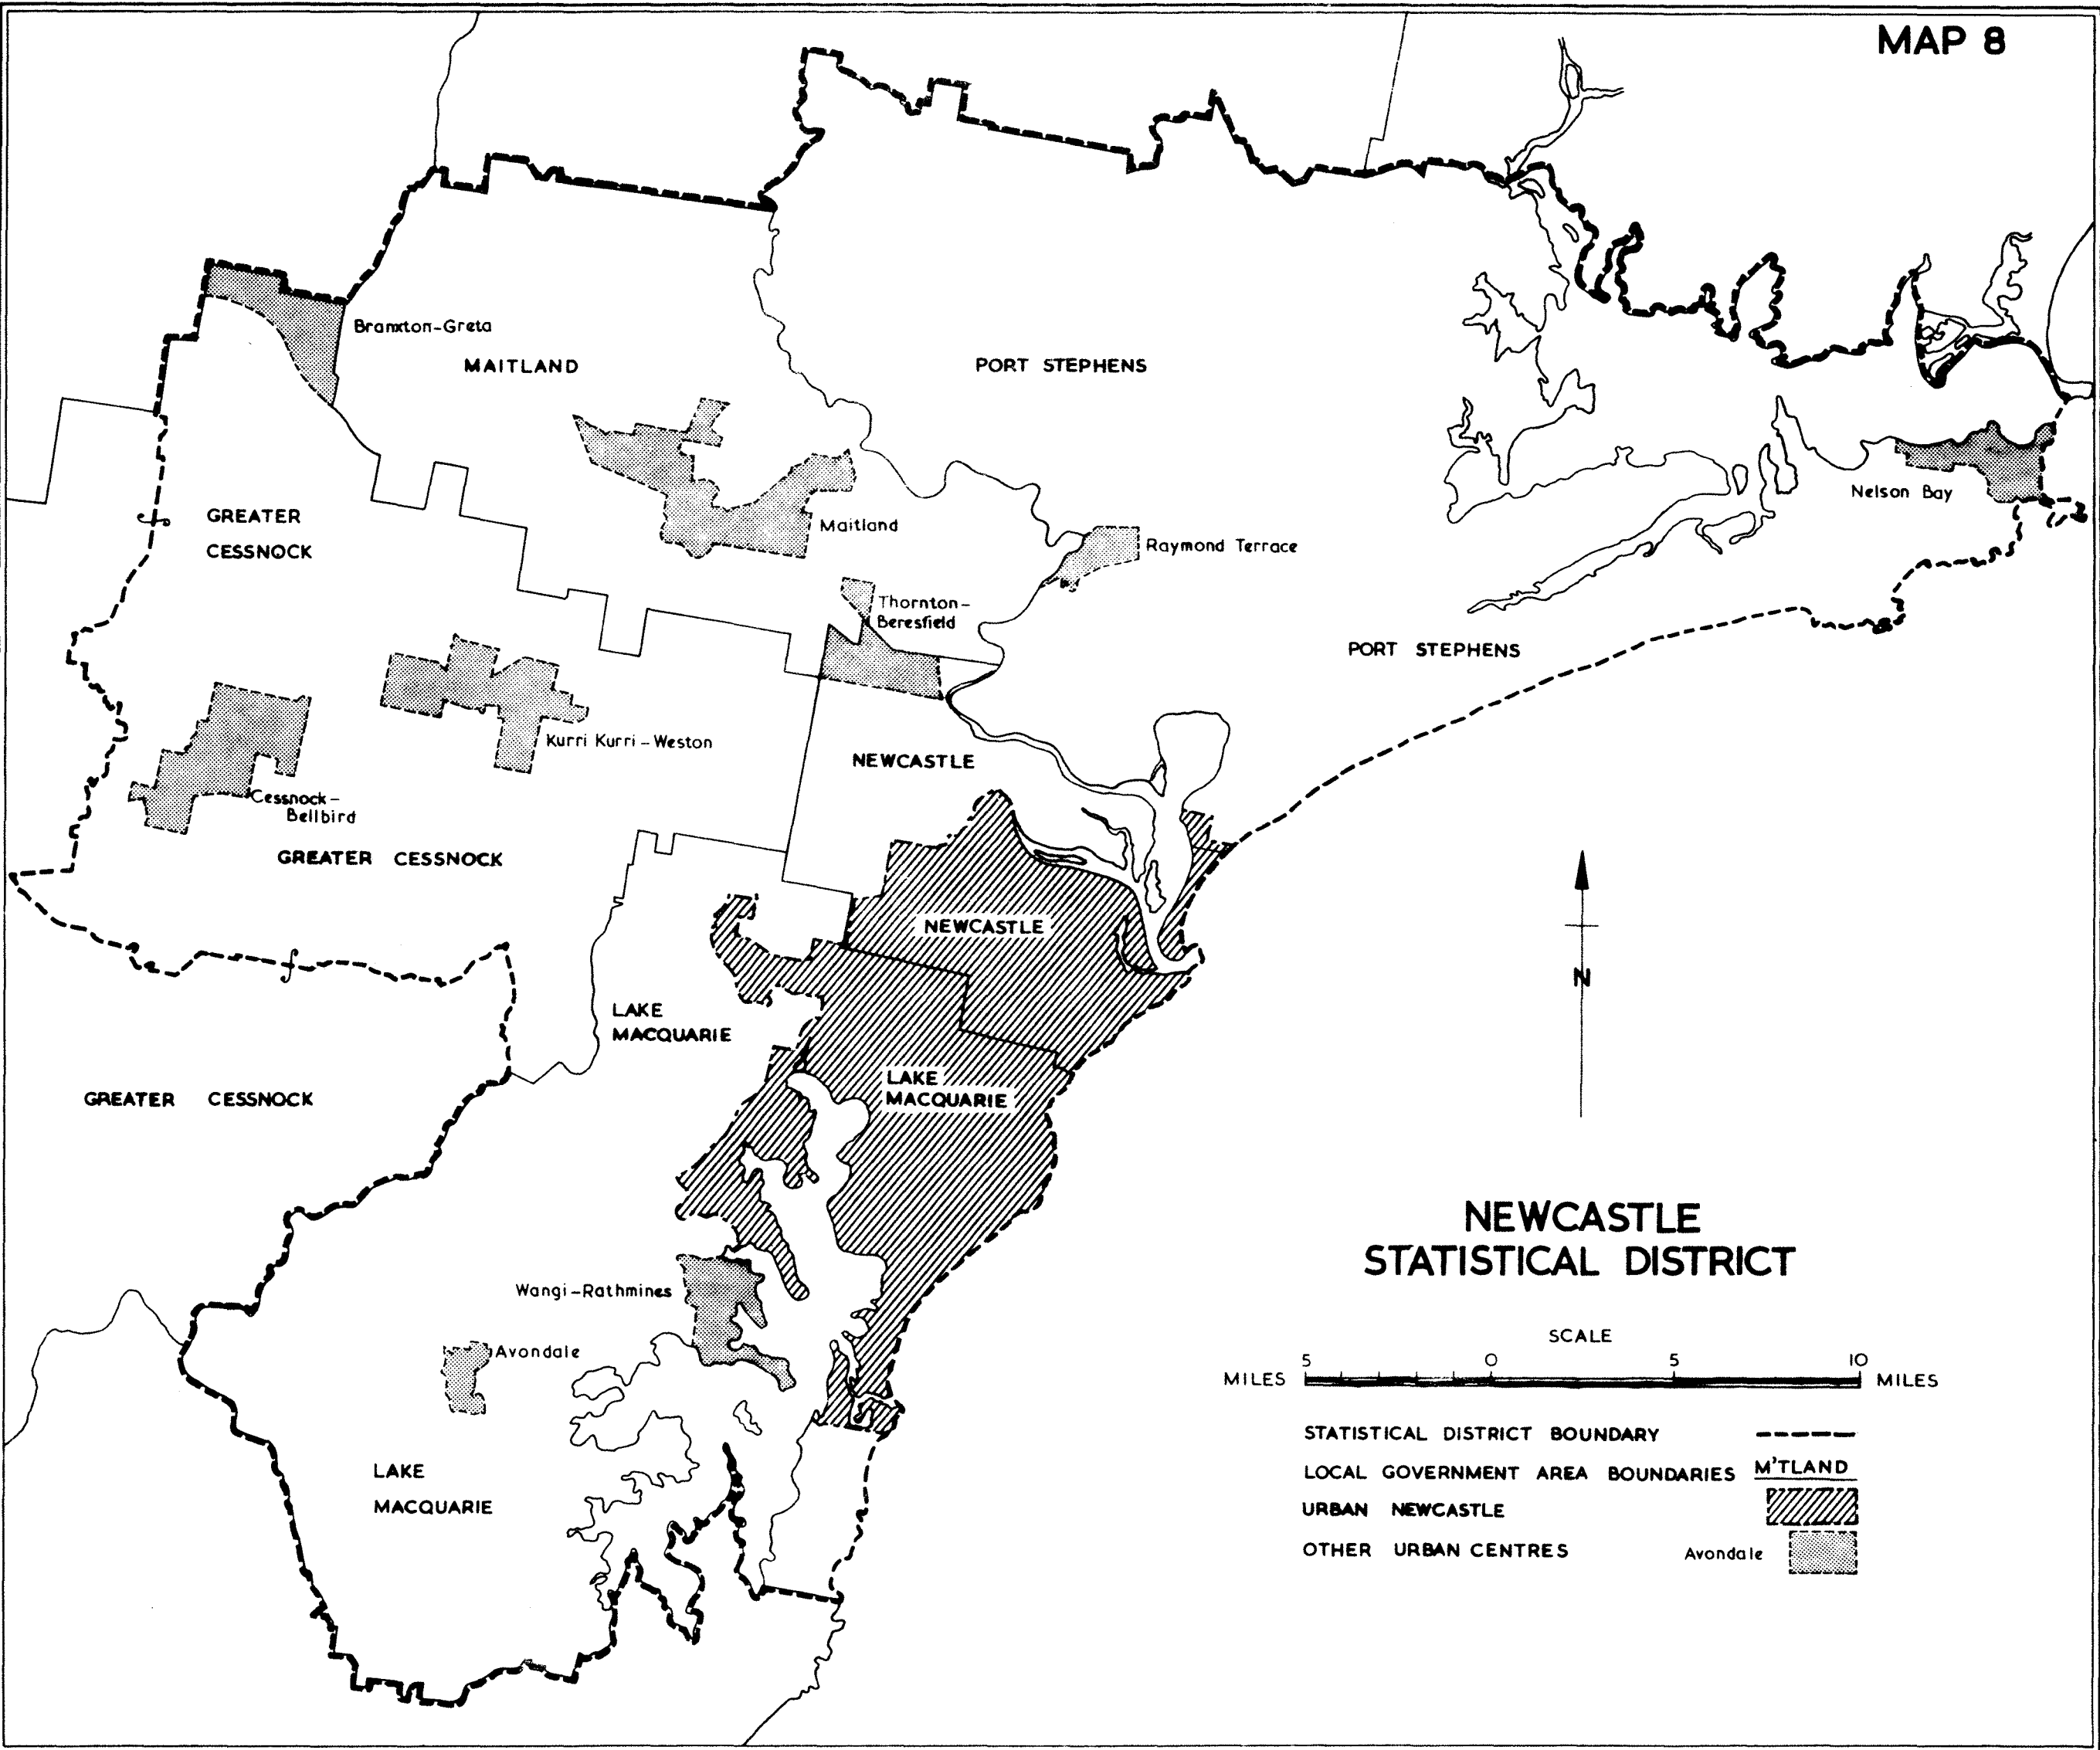 MAP 8
Branxton-Greta
MAITLAND
PORT STEPHENS
Nelson Bay
GREATER
CESSNOCK
Maitland
Raymond Terrace
Thornton-
Beresfield
PORT STEPHENS
Kurri Kurri-Weston
NEWCASTLE
Cessnock-
Bellbird
GREATER CESSNOCK
NEWCASTLE
N
LAKE
MACQUARIE
LAKE
MACQUARIE
GREATER CESSNOCK
NEWCASTLE
STATISTICAL DISTRICT
Wangi-Rathmines
Avondale
SCALE
5 0 5 10
MILES MILES
STATISTICAL DISTRICT BOUNDARY
LOCAL GOVERNMENT AREA BOUNDARIES M'TLAND
LAKE
MACQUARIE
URBAN NEWCASTLE
OTHER URBAN CENTRES Avondale